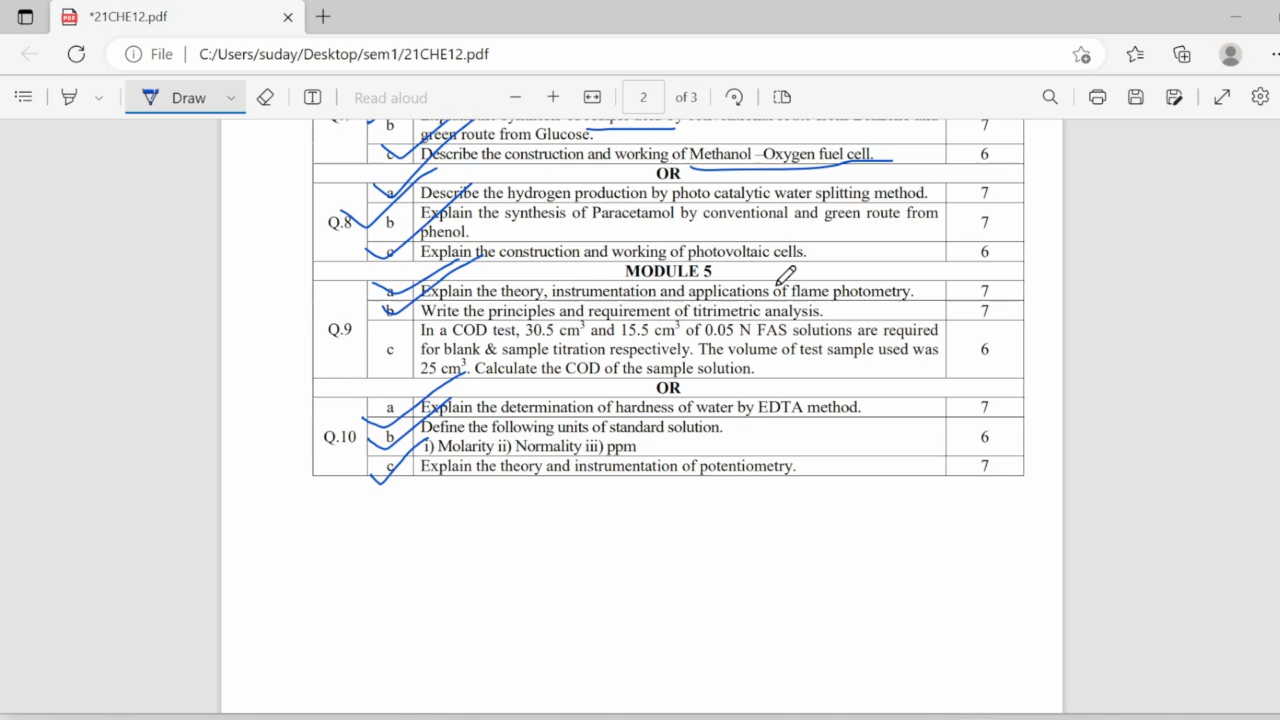 *21CHE12.pdf
File
C:/Users/suday/Desktop/sem1/21CHE12.pdf
Draw
Read aloud
2 of 3
b 7
green route from Glucose.
c Describe the construction and working of Methanol –Oxygen fuel cell. 6
OR
a Describe the hydrogen production by photo catalytic water splitting method. 7
Q.8 b Explain the synthesis of Paracetamol by conventional and green route from 7
phenol.
c Explain the construction and working of photovoltaic cells. 6
MODULE 5
a Explain the theory, instrumentation and applications of flame photometry. 7
b Write the principles and requirement of titrimetric analysis. 7
In a COD test, 30.5 cm³ and 15.5 cm³ of 0.05 N FAS solutions are required
Q.9 c for blank & sample titration respectively. The volume of test sample used was 6
25 cm³. Calculate the COD of the sample solution.
OR
a Explain the determination of hardness of water by EDTA method. 7
Q.10 b Define the following units of standard solution. 6
i) Molarity ii) Normality iii) ppm
c Explain the theory and instrumentation of potentiometry. 7